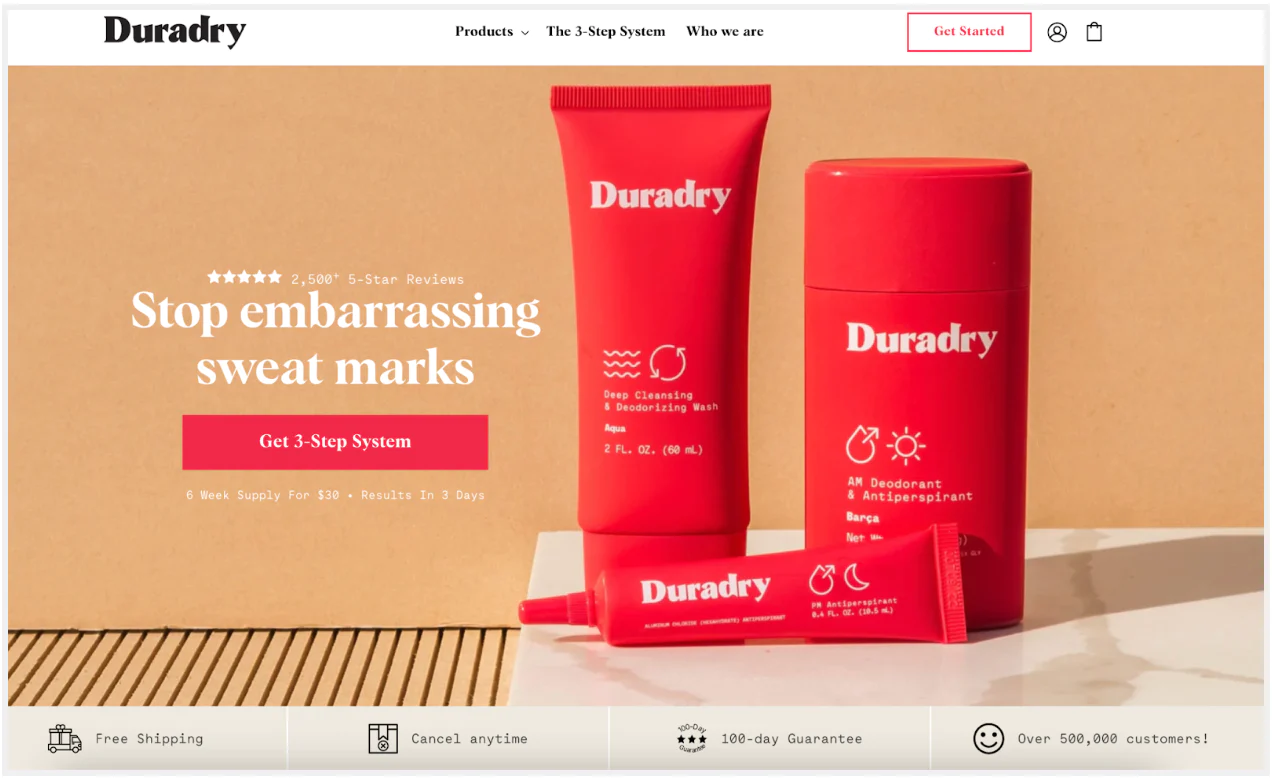 Duradry
Products
The 3-Step System
Who we are
Get Started
2,500+ 5-Star Reviews
Stop embarrassing
sweat marks
Get 3-Step System
6 Week Supply For $30 • Results In 3 Days
Duradry
Deep Cleansing
& Deodorizing Wash
Aqua
2 FL. OZ. (60 mL)
Duradry
AM Deodorant
& Antiperspirant
Barça
Net
Duradry
PM Antiperspirant
0.4 FL. OZ. (10.5 mL)
ALUMINUM CHLORIDE (HEXAHYDRATE) ANTIPERSPIRANT
Free Shipping
Cancel anytime
100-Day
Guarantee
100-day Guarantee
Over 500,000 customers!